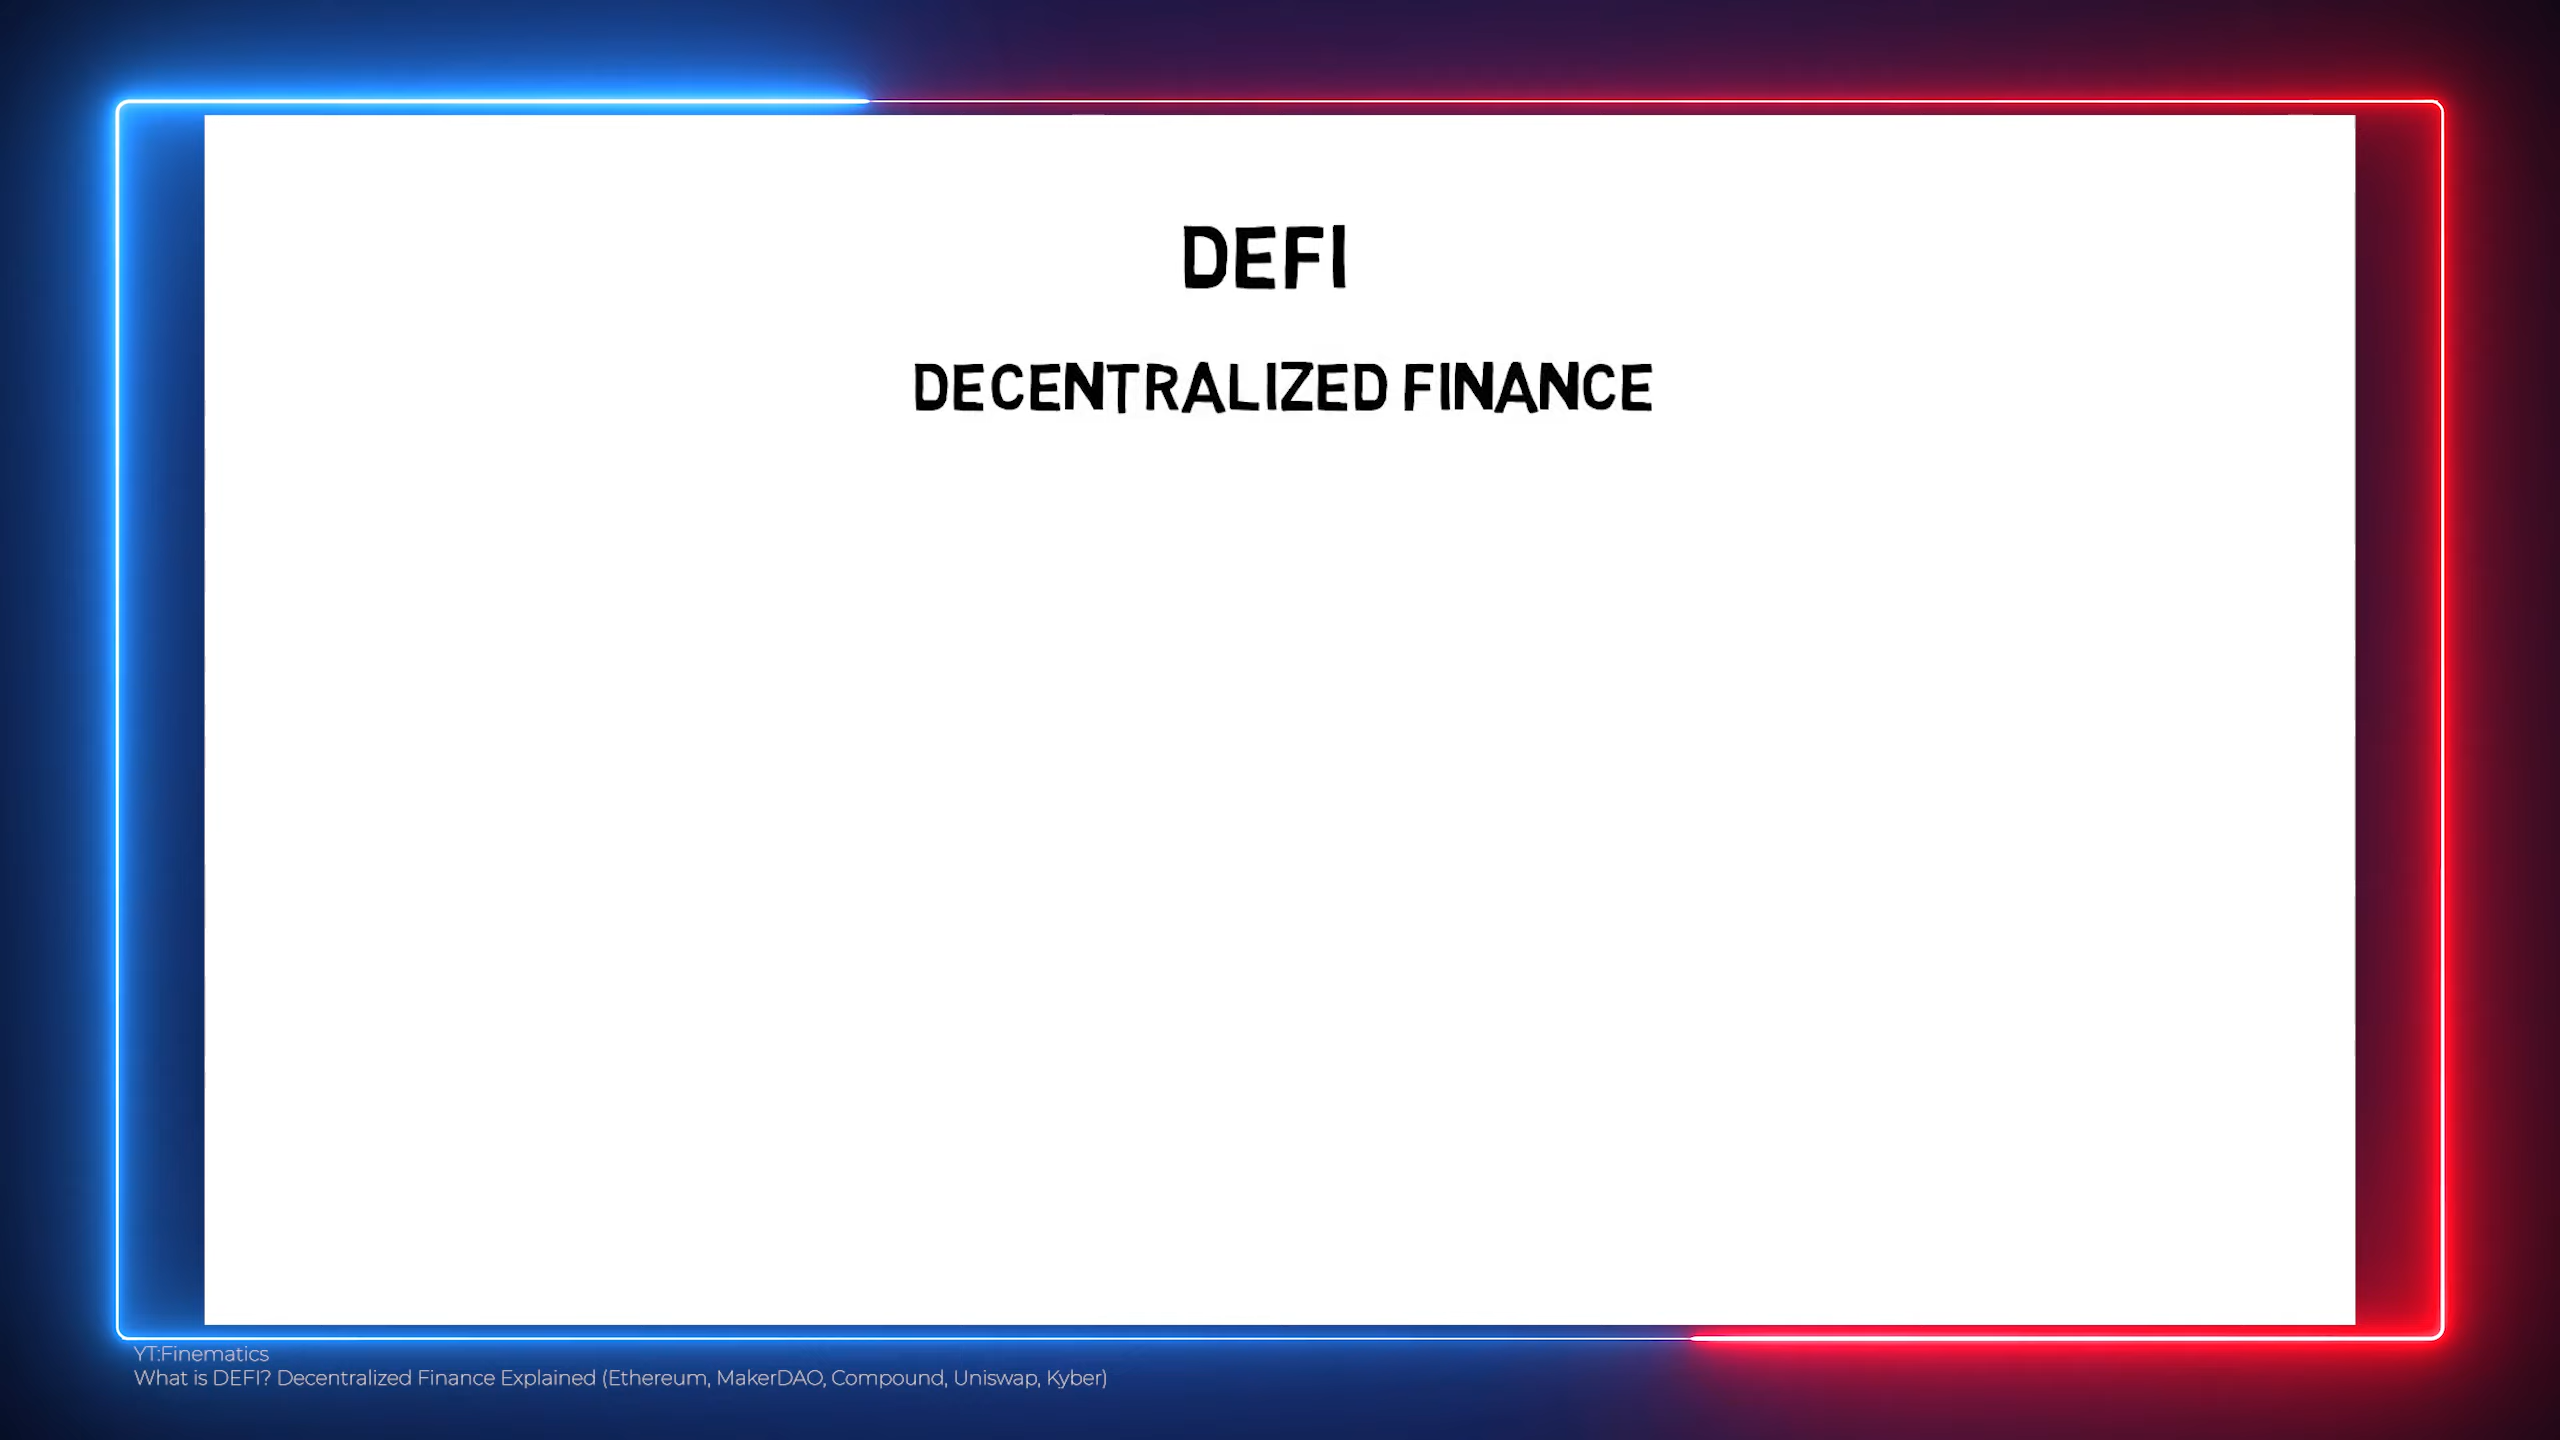 DEFI
DECENTRALIZED FINANCE
YT:Finematics
What is DEFI? Decentralized Finance Explained (Ethereum, MakerDAO, Compound, Uniswap, Kyber)